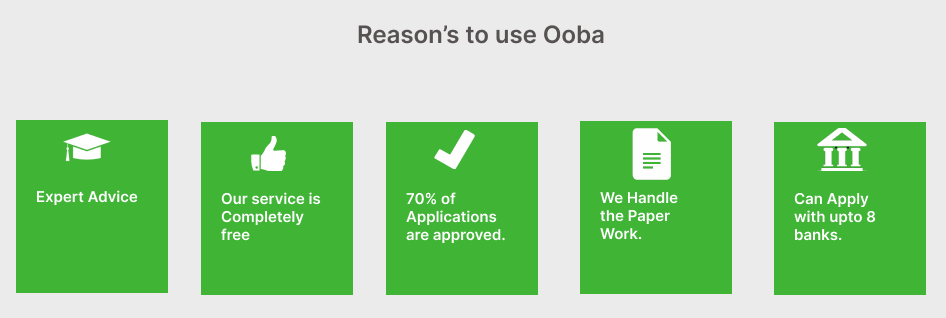 Reason’s to use Ooba
Expert Advice
Our service is
Completely
free
70% of
Applications
are approved.
We Handle
the Paper
Work.
Can Apply
with upto 8
banks.